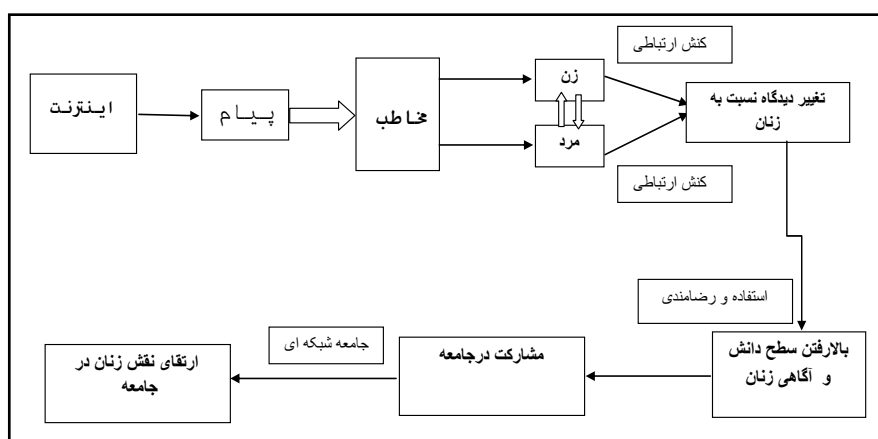 اینترنت
پیام
مخاطب
زن
مرد
کنش ارتباطی
کنش ارتباطی
تغییر دیدگاه نسبت به
زنان
استفاده و رضامندی
بالارفتن سطح دانش
و آگاهی زنان
مشارکت درجامعه
جامعه شبکه ای
ارتقای نقش زنان در
جامعه